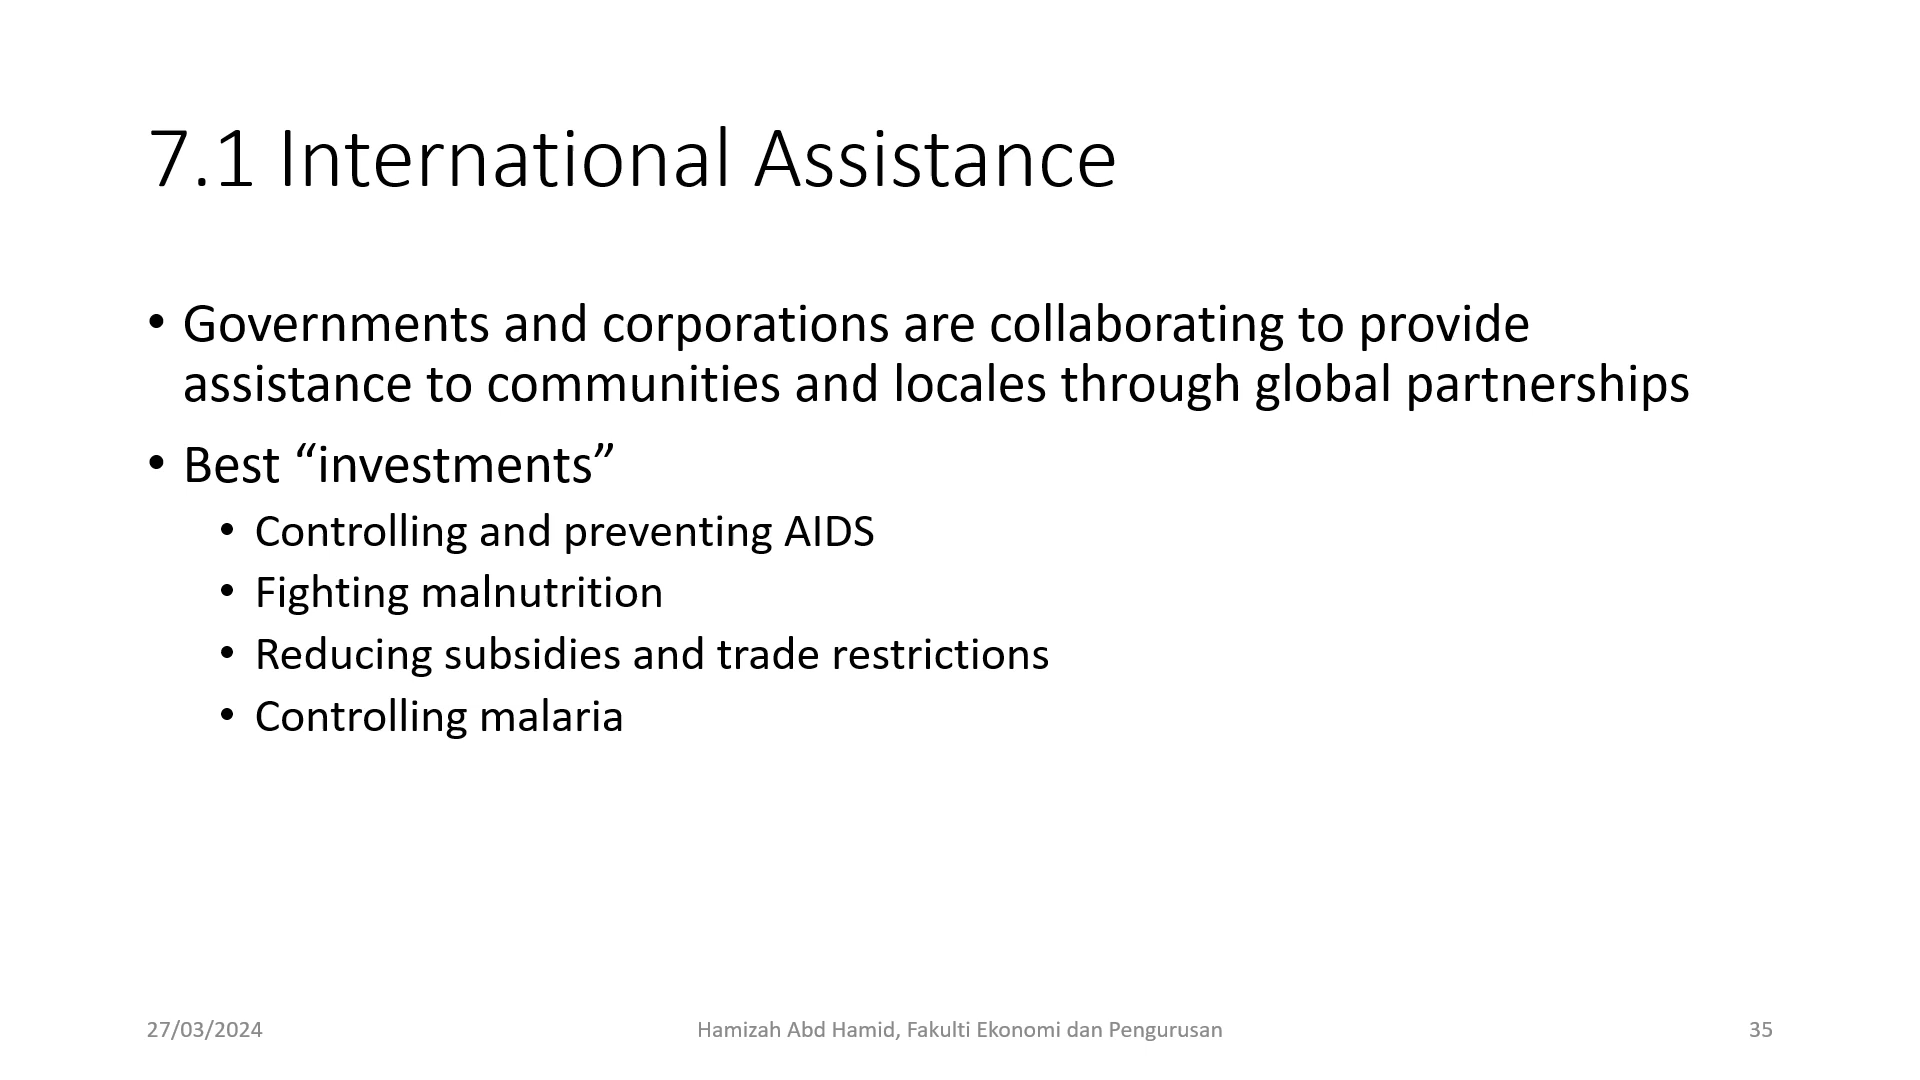 7.1 International Assistance
• Governments and corporations are collaborating to provide
assistance to communities and locales through global partnerships
• Best “investments”
• Controlling and preventing AIDS
• Fighting malnutrition
• Reducing subsidies and trade restrictions
• Controlling malaria
27/03/2024
Hamizah Abd Hamid, Fakulti Ekonomi dan Pengurusan
35